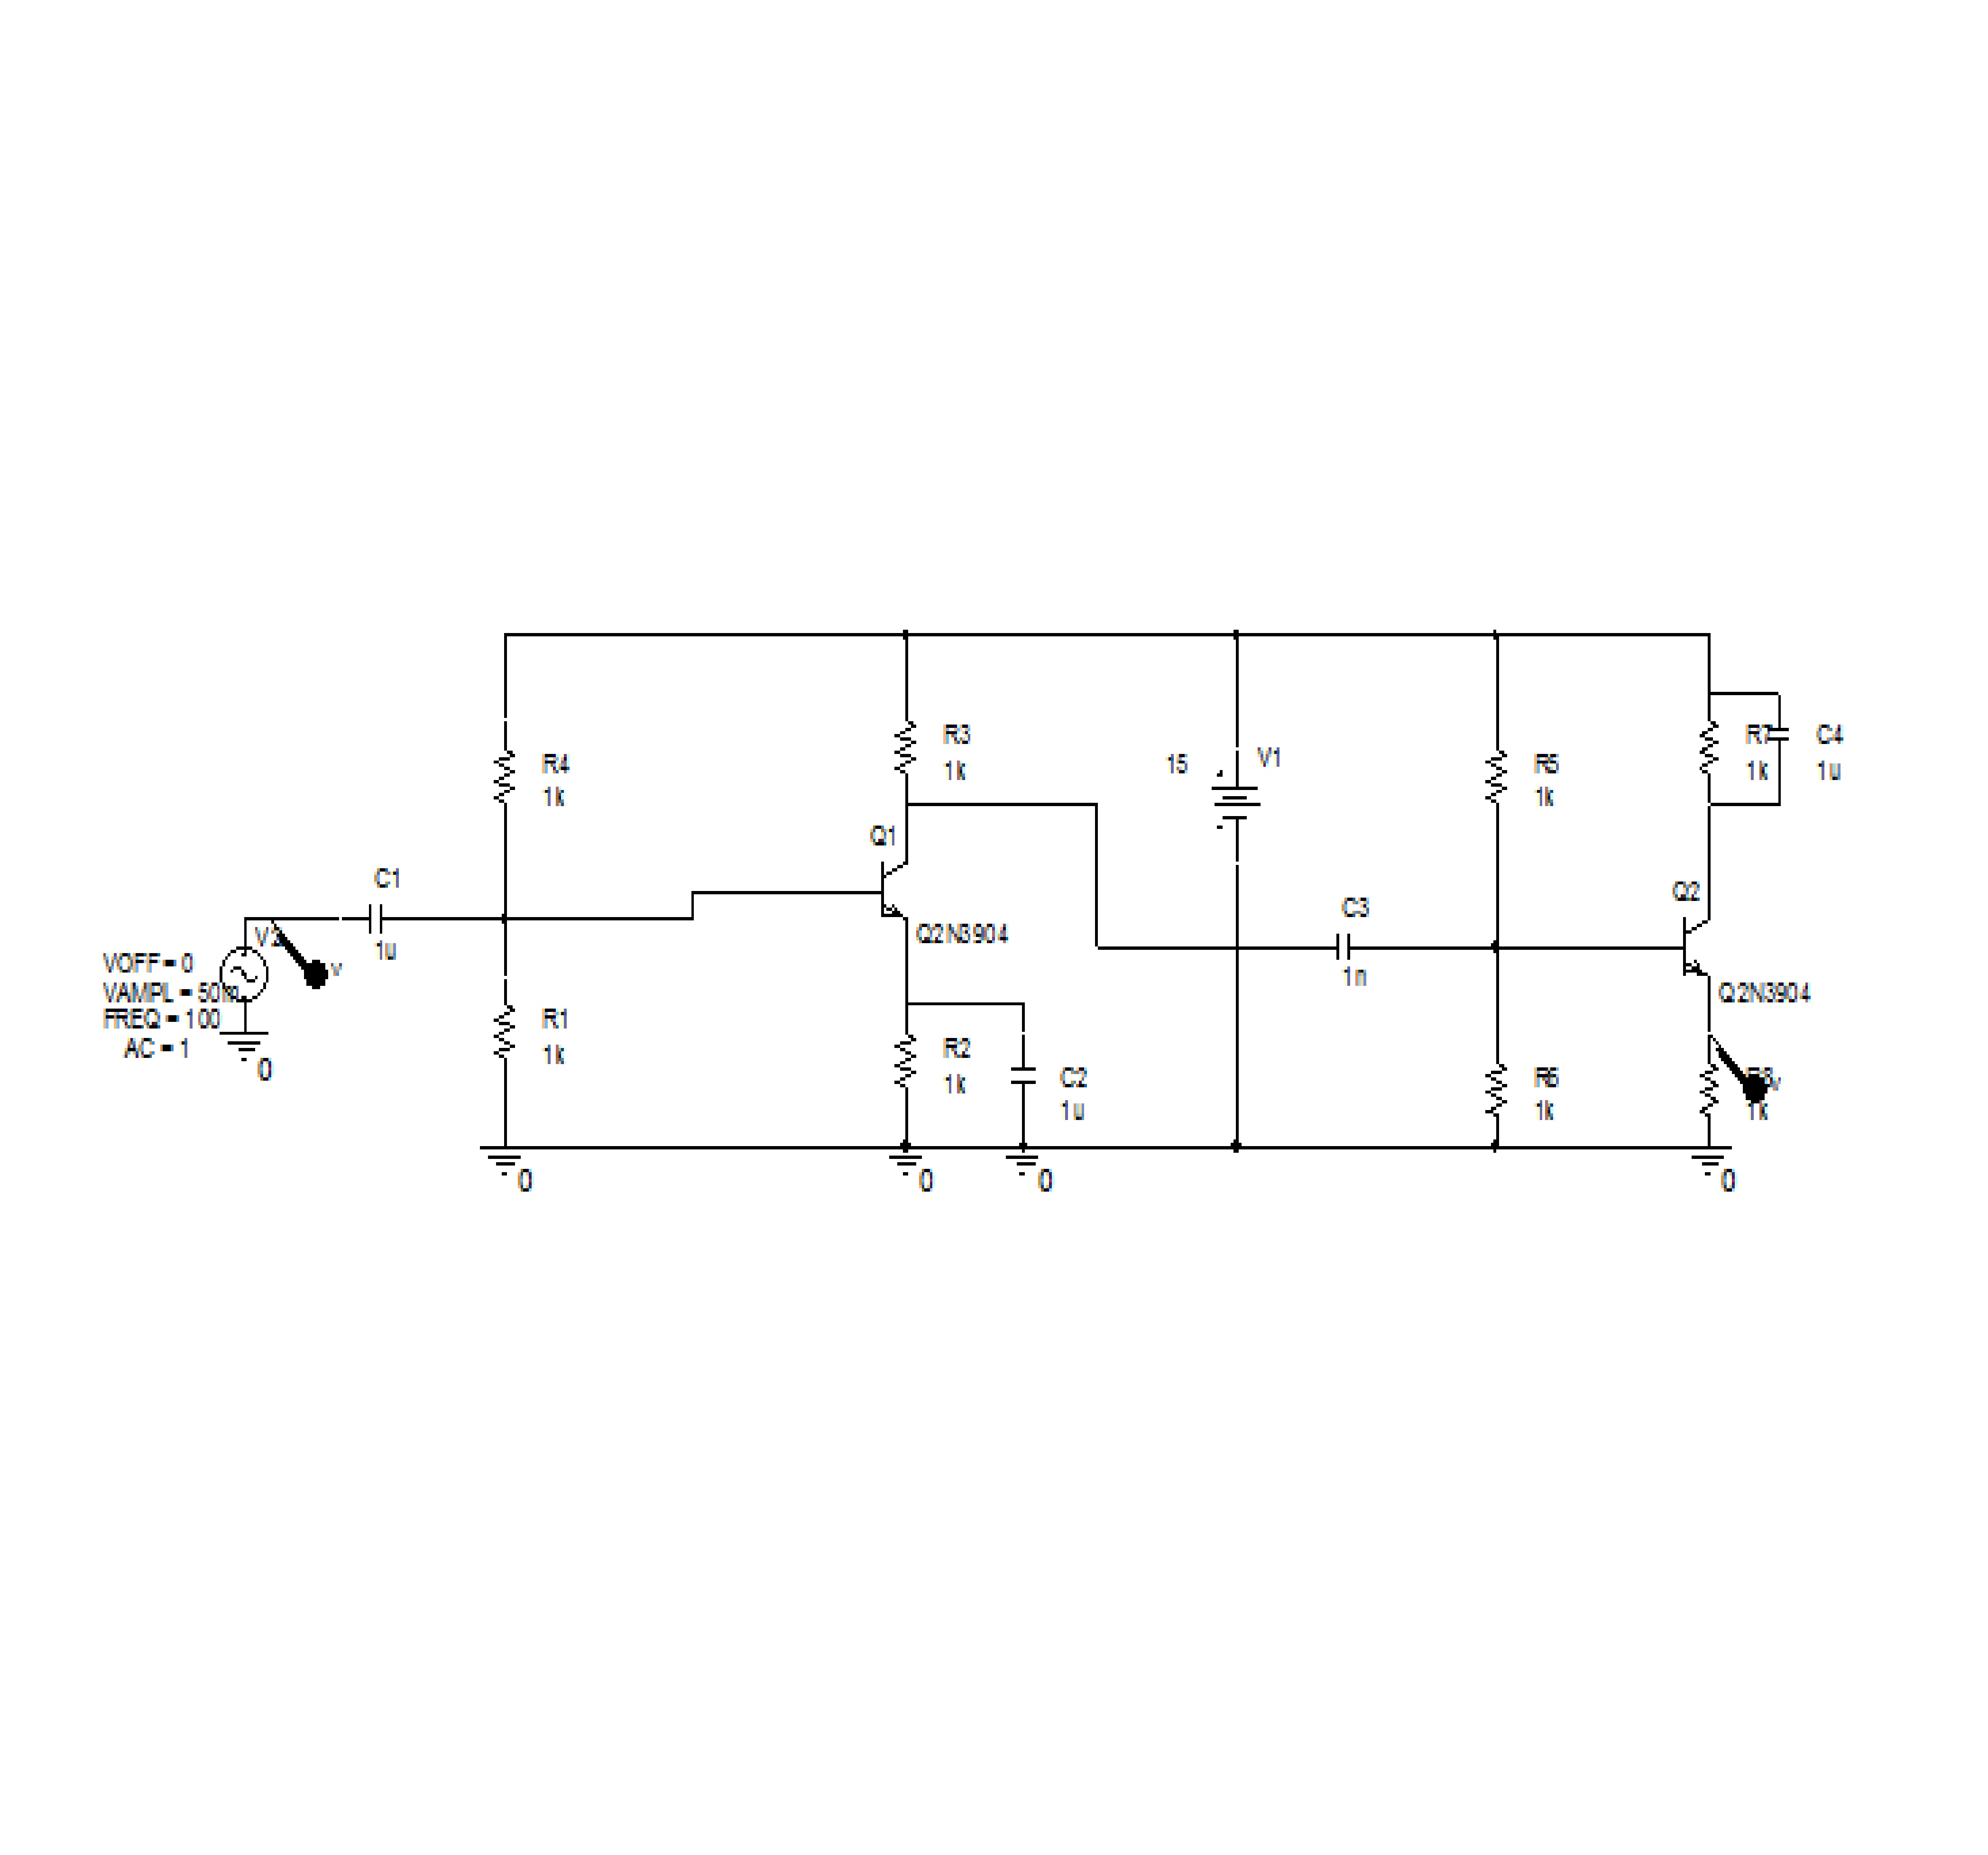 R3
1k
R7
1k
C4
1u
R4
1k
15
V1
R5
1k
Q1
C1
1u
Q2N3904
C3
1n
Q2
Q2N3904
V2
VOFF = 0
VAMPL = 50m
FREQ = 100
AC = 1
0
V
R1
1k
R2
1k
C2
1u
R6
1k
R8
1k
V
0
0
0
0